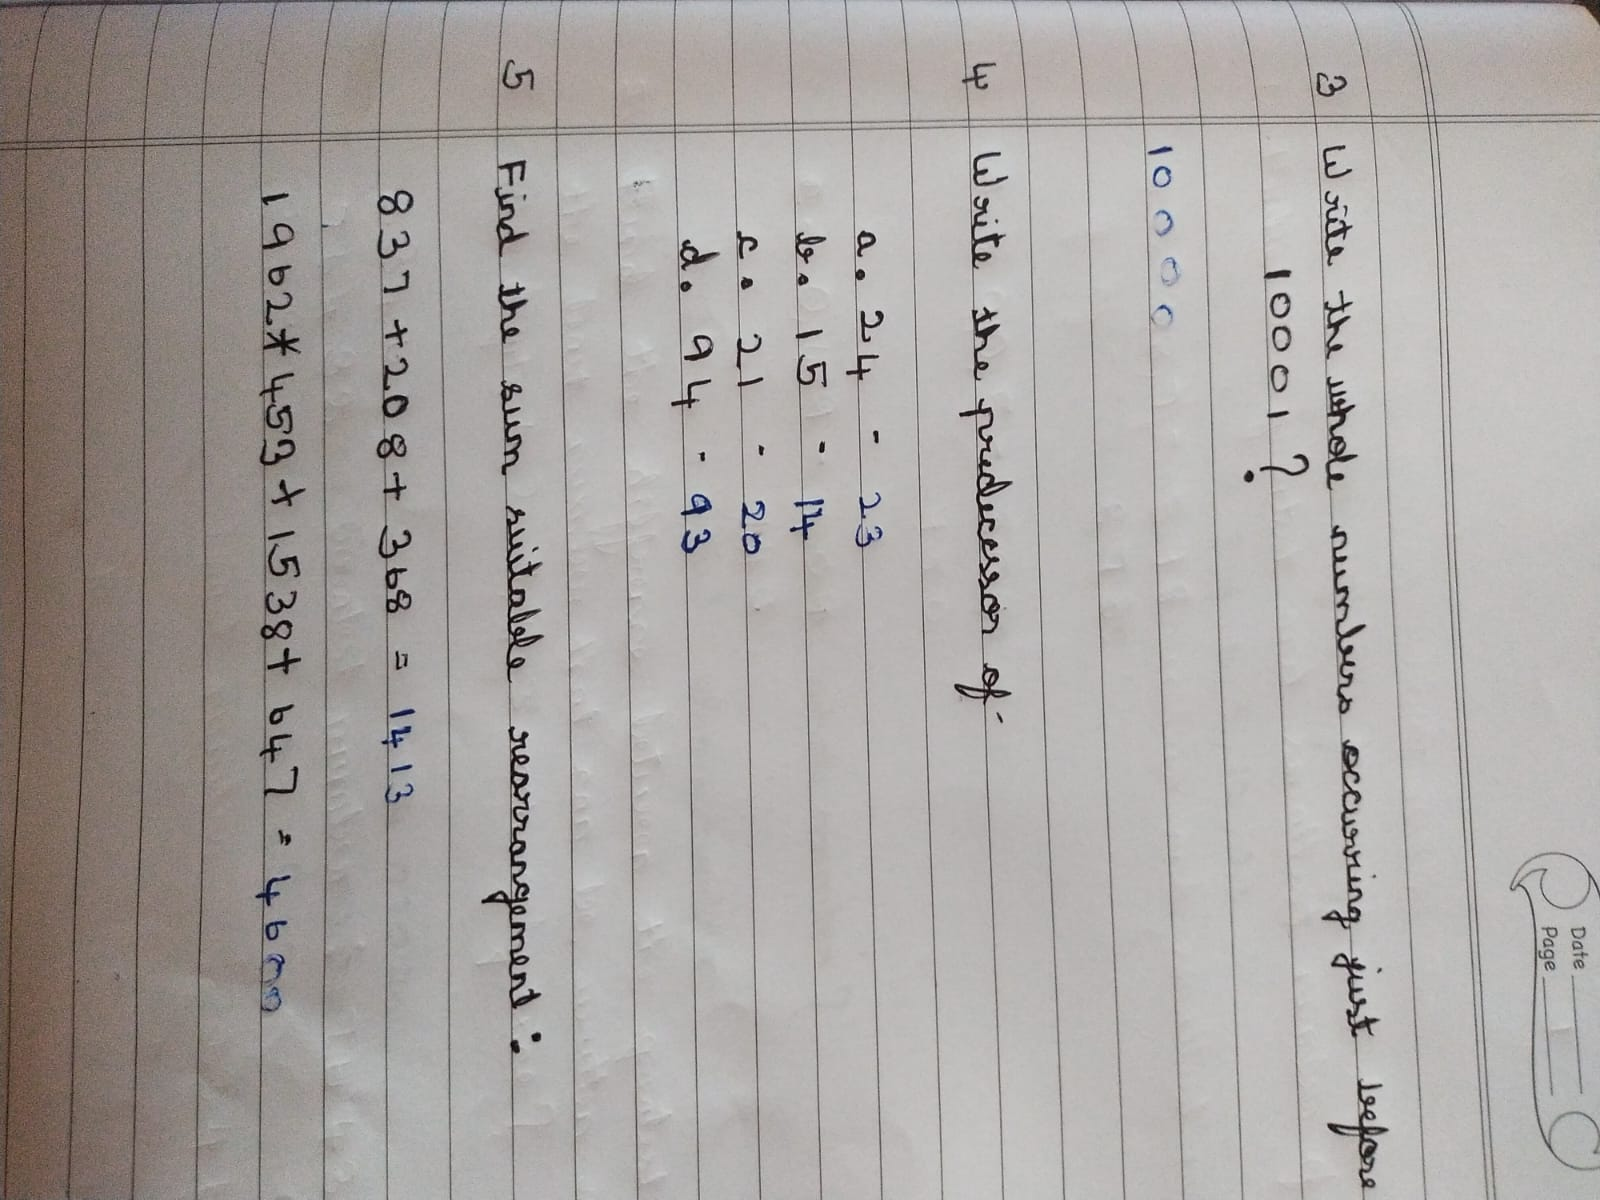 Date
Page
3 Write the whole numbers occurring just before
10001 ?
10000
4 Write the predecessor of-
a. 24 - 23
b. 15 - 14
c. 21 - 20
d. 94 - 93
5 Find the sum suitable rearrangement :
837 + 208 + 368 = 1413
1962* 453 + 1538 + 647 = 4600